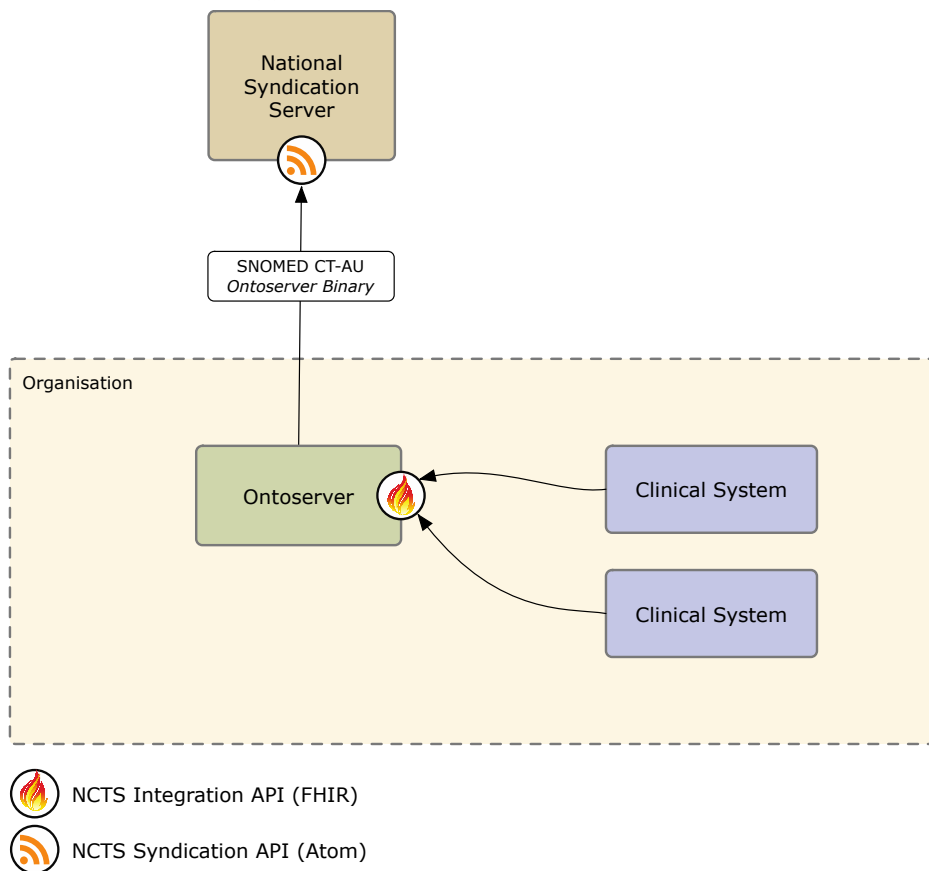 National
Syndication
Server
SNOMED CT-AU
Ontoserver Binary
Organisation
Ontoserver
Clinical System
Clinical System
NCTS Integration API (FHIR)
NCTS Syndication API (Atom)